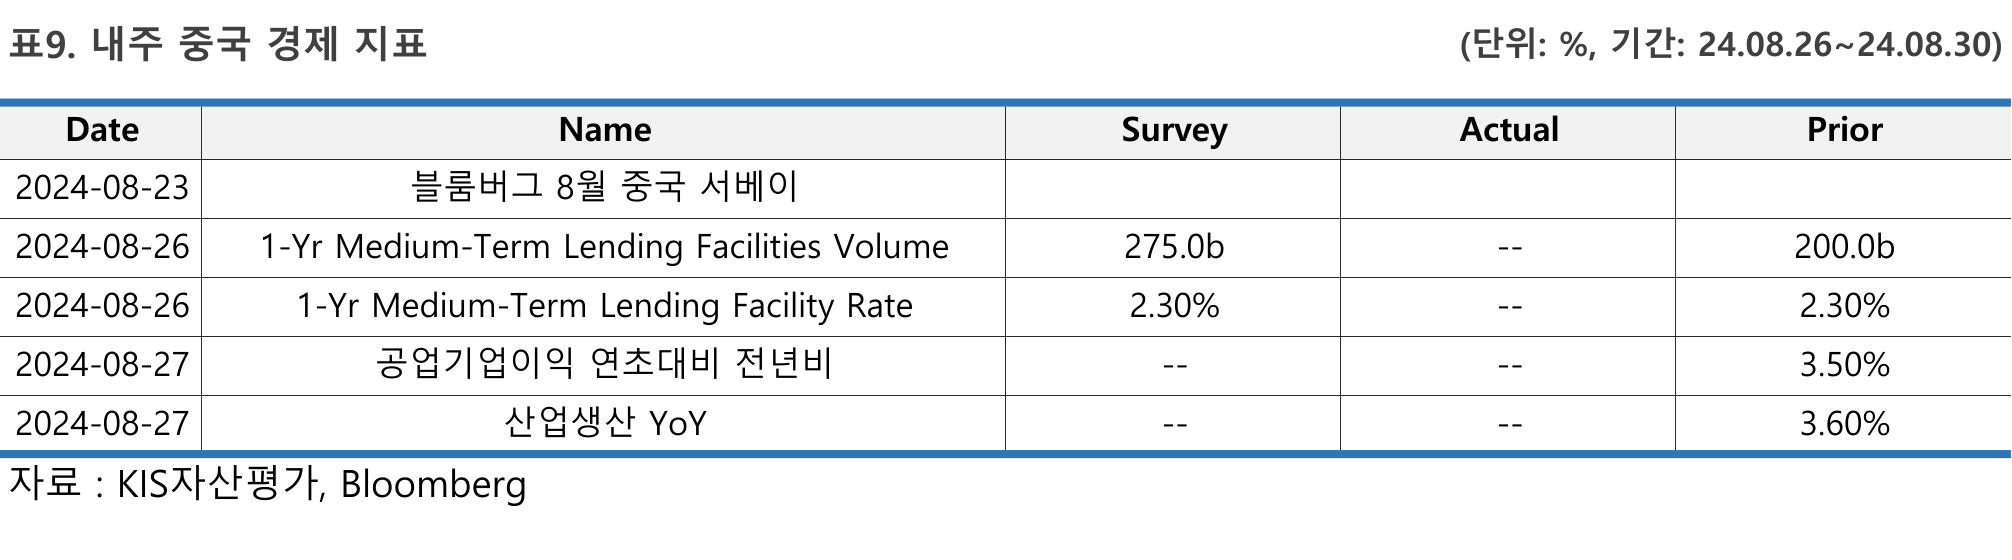 표9. 내주 중국 경제 지표 (단위: %, 기간: 24.08.26~24.08.30)
Date Name Survey Actual Prior
2024-08-23 블룸버그 8월 중국 서베이
2024-08-26 1-Yr Medium-Term Lending Facilities Volume 275.0b -- 200.0b
2024-08-26 1-Yr Medium-Term Lending Facility Rate 2.30% -- 2.30%
2024-08-27 공업기업이익 연초대비 전년비 -- -- 3.50%
2024-08-27 산업생산 YoY -- -- 3.60%
자료 : KIS자산평가, Bloomberg